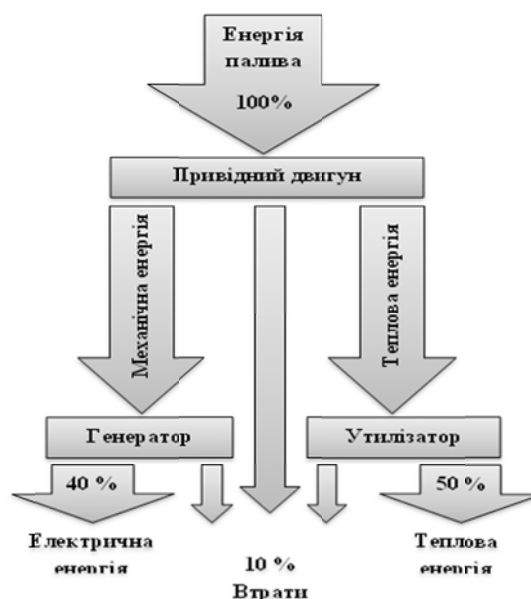 Енергія
палива
100%
Привідний двигун
Механічна енергія
Теплова енергія
Генератор
Утилізатор
40 %
50 %
Електрична
енергія
10 %
Втрати
Теплова
енергія